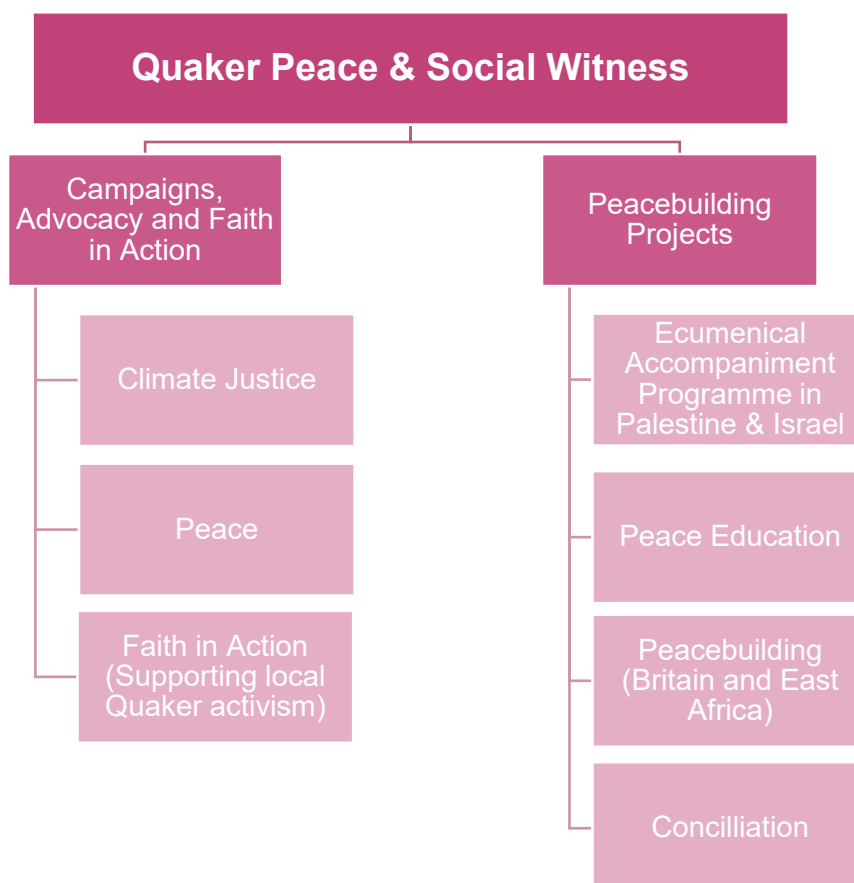 Quaker Peace & Social Witness
Campaigns,
Advocacy and Faith
in Action
Climate Justice
Peace
Faith in Action
(Supporting local
Quaker activism)
Peacebuilding
Projects
Ecumenical
Accompaniment
Programme in
Palestine & Israel
Peace Education
Peacebuilding
(Britain and East
Africa)
Concilliation